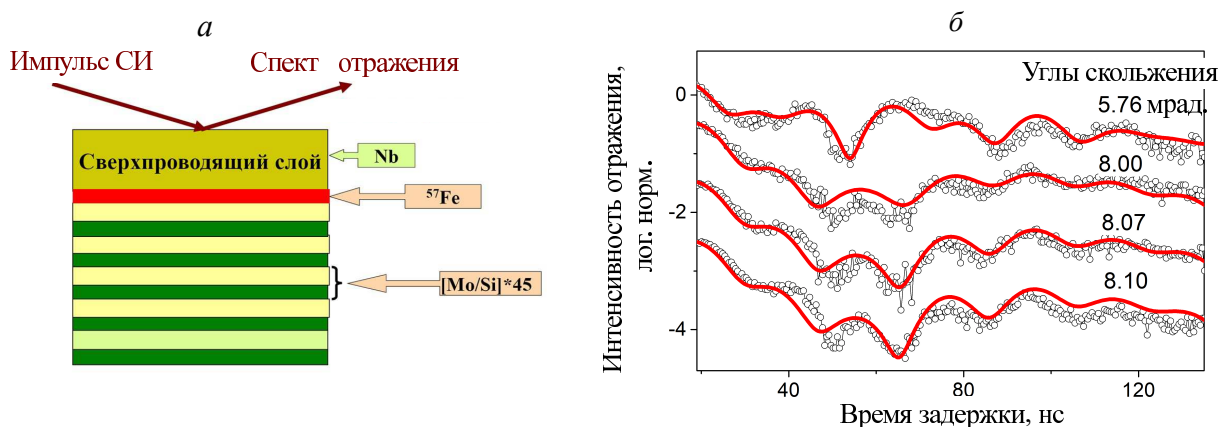 а
Импульс СИ
Спект отражения
Сверхпроводящий слой
Nb
⁵⁷Fe
[Mo/Si]*45
б
Интенсивность отражения,
лог. норм.
0
-2
-4
Углы скольжения
5.76 мрад.
8.00
8.07
8.10
40
80
120
Время задержки, нс